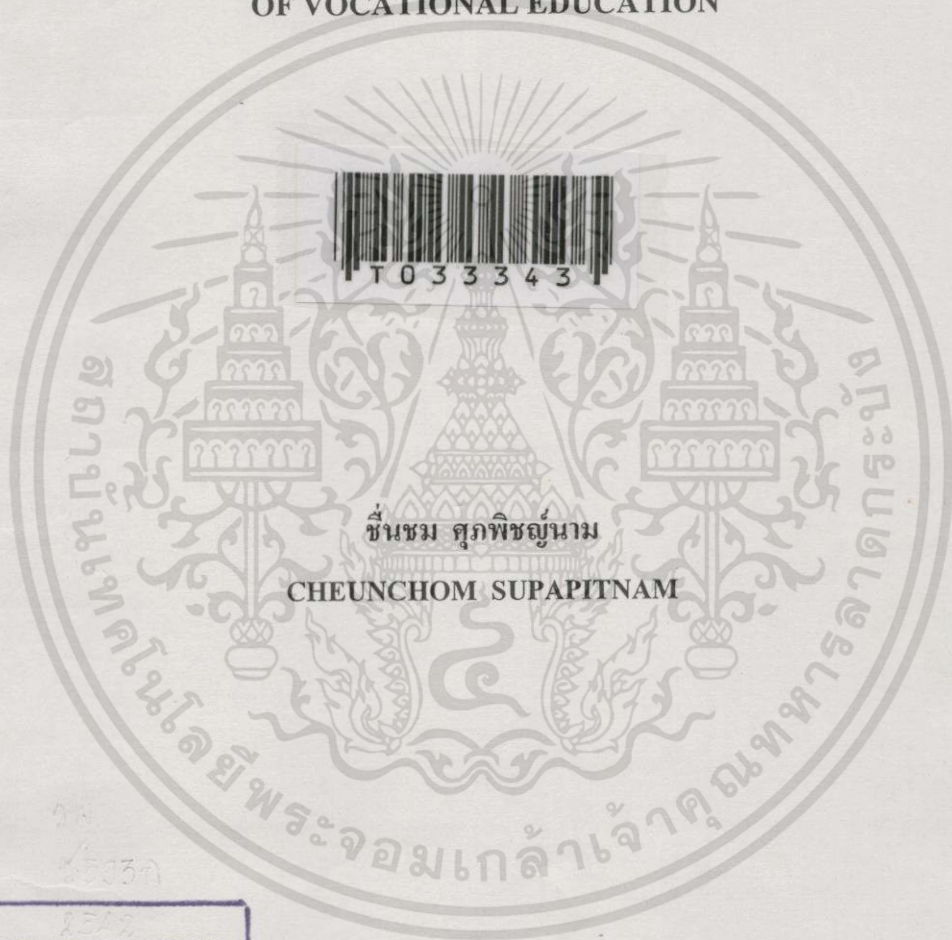 OF VOCATIONAL EDUCATION
T033343
ชื่นชม ศุภพิชญ์นาม
CHEUNCHOM SUPAPITNAM
สถาบันเทคโนโลยีพระจอมเกล้าเจ้าคุณทหารลาดกระบัง
๔
2542